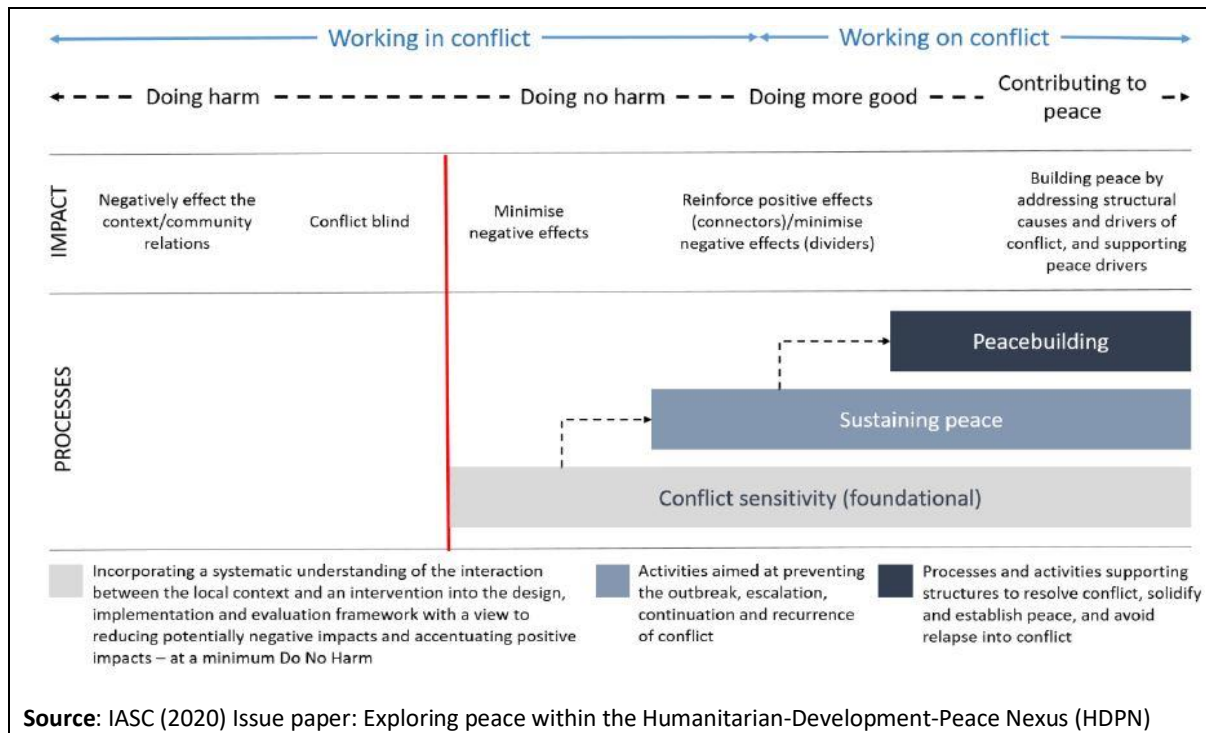 Working in conflict
Working on conflict
Doing harm
Doing no harm
Doing more good
Contributing to
peace
IMPACT
Negatively effect the
context/community
relations
Conflict blind
Minimise
negative effects
Reinforce positive effects
(connectors)/minimise
negative effects (dividers)
Building peace by
addressing structural
causes and drivers of
conflict, and supporting
peace drivers
PROCESSES
Peacebuilding
Sustaining peace
Conflict sensitivity (foundational)
Incorporating a systematic understanding of the interaction
between the local context and an intervention into the design,
implementation and evaluation framework with a view to
reducing potentially negative impacts and accentuating positive
impacts – at a minimum Do No Harm
Activities aimed at preventing
the outbreak, escalation,
continuation and recurrence
of conflict
Processes and activities supporting
structures to resolve conflict, solidify
and establish peace, and avoid
relapse into conflict
Source: IASC (2020) Issue paper: Exploring peace within the Humanitarian-Development-Peace Nexus (HDPN)